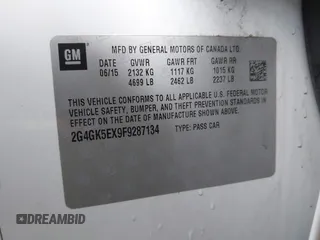 GM
MFD BY GENERAL MOTORS OF CANADA LTD.
DATE GVWR GAWR FRT GAWR RR
06/15 2132 KG 1117 KG 1015 KG
4699 LB 2462 LB 2237 LB
THIS VEHICLE CONFORMS TO ALL APPLICABLE U.S. FEDERAL MOTOR
VEHICLE SAFETY, BUMPER, AND THEFT PREVENTION STANDARDS
IN EFFECT ON THE DATE OF MANUFACTURE SHOWN ABOVE.
2G4GK5EX9F9287134 TYPE: PASS CAR
DREAMBID